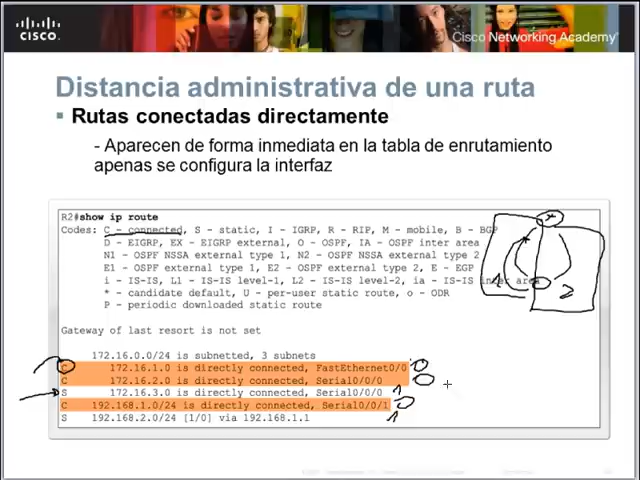 CISCO.
Cisco Networking Academy®
Distancia administrativa de una ruta
▪ Rutas conectadas directamente
- Aparecen de forma inmediata en la tabla de enrutamiento
apenas se configura la interfaz
R2#show ip route
Codes: C - connected, S - static, I - IGRP, R - RIP, M - mobile, B - BGP
D - EIGRP, EX - EIGRP external, O - OSPF, IA - OSPF inter area
N1 - OSPF NSSA external type 1, N2 - OSPF NSSA external type 2
E1 - OSPF external type 1, E2 - OSPF external type 2, E - EGP
i - IS-IS, L1 - IS-IS level-1, L2 - IS-IS level-2, ia - IS-IS inter area
* - candidate default, U - per-user static route, o - ODR
P - periodic downloaded static route
1
2
Gateway of last resort is not set
172.16.0.0/24 is subnetted, 3 subnets
C 172.16.1.0 is directly connected, FastEthernet0/0 0
C 172.16.2.0 is directly connected, Serial0/0/0 0
S 172.16.3.0 is directly connected, Serial0/0/0 1
C 192.168.1.0/24 is directly connected, Serial0/0/1 0
S 192.168.2.0/24 [1/0] via 192.168.1.1 1